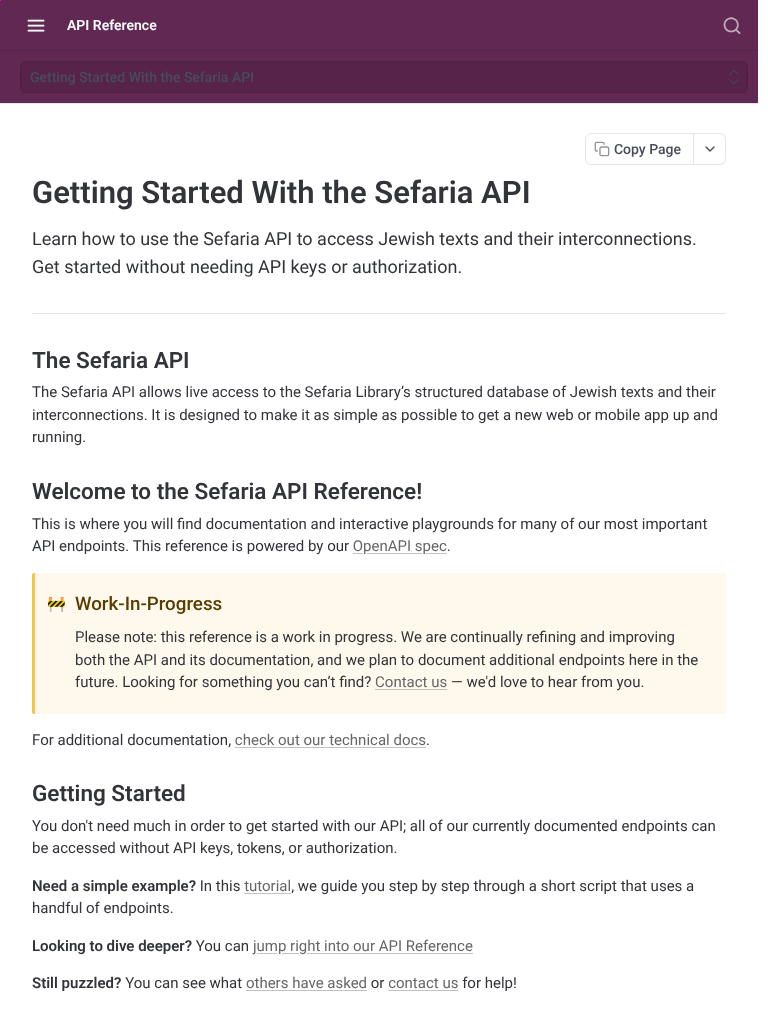 API Reference
Getting Started With the Sefaria API
Copy Page
Getting Started With the Sefaria API
Learn how to use the Sefaria API to access Jewish texts and their interconnections.
Get started without needing API keys or authorization.
The Sefaria API
The Sefaria API allows live access to the Sefaria Library’s structured database of Jewish texts and their
interconnections. It is designed to make it as simple as possible to get a new web or mobile app up and
running.
Welcome to the Sefaria API Reference!
This is where you will find documentation and interactive playgrounds for many of our most important
API endpoints. This reference is powered by our OpenAPI spec.
🚧 Work-In-Progress
Please note: this reference is a work in progress. We are continually refining and improving
both the API and its documentation, and we plan to document additional endpoints here in the
future. Looking for something you can’t find? Contact us — we'd love to hear from you.
For additional documentation, check out our technical docs.
Getting Started
You don't need much in order to get started with our API; all of our currently documented endpoints can
be accessed without API keys, tokens, or authorization.
Need a simple example? In this tutorial, we guide you step by step through a short script that uses a
handful of endpoints.
Looking to dive deeper? You can jump right into our API Reference
Still puzzled? You can see what others have asked or contact us for help!